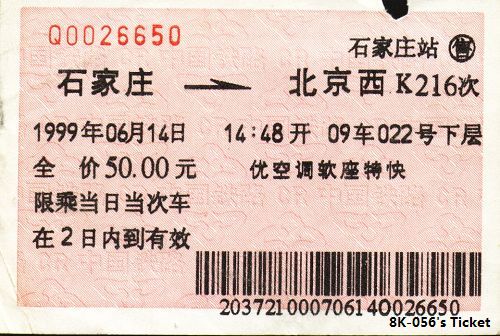 Q0026650
石家庄站 售
石家庄 → 北京西 K216次
1999年06月14日 14:48开 09车022号下层
全 价50.00元 优空调软座特快
限乘当日当次车
在2日内到有效
20372100070614Q0026650
8K-056's Ticket